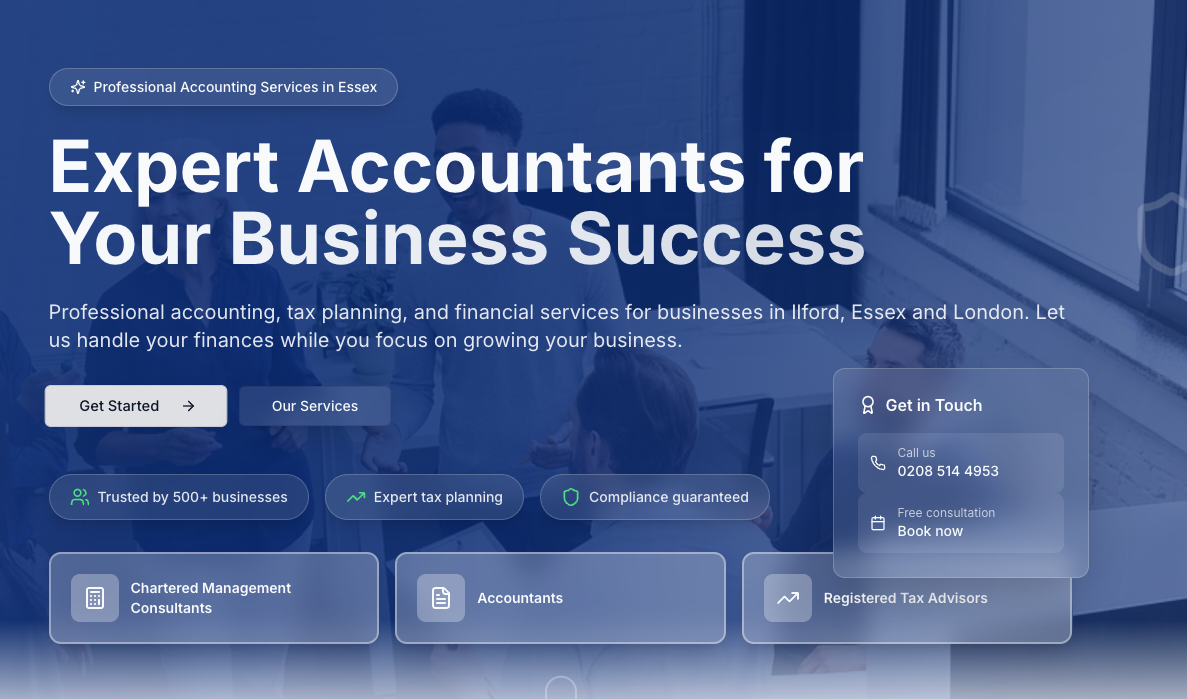 Professional Accounting Services in Essex
Expert Accountants for
Your Business Success
Professional accounting, tax planning, and financial services for businesses in Ilford, Essex and London. Let
us handle your finances while you focus on growing your business.
Get Started
Our Services
Get in Touch
Call us
0208 514 4953
Free consultation
Book now
Trusted by 500+ businesses
Expert tax planning
Compliance guaranteed
Chartered Management
Consultants
Accountants
Registered Tax Advisors